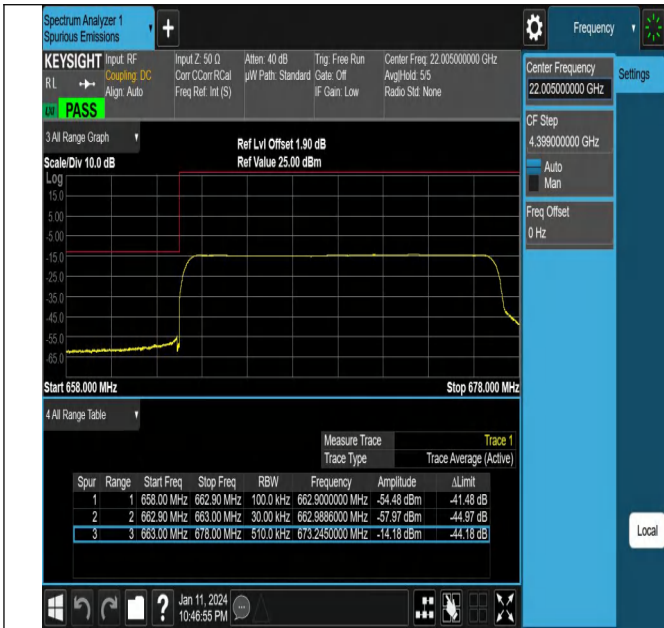 Spectrum Analyzer 1
Spurious Emissions
Frequency
KEYSIGHT
RL
PASS
Input: RF
Coupling: DC
Align: Auto
Input Z: 50 Ω
Corr CCorr RCal
Freq Ref: Int (S)
Atten: 40 dB
µW Path: Standard
Trig: Free Run
Gate: Off
IF Gain: Low
Center Freq: 22.005000000 GHz
Avg|Hold: 5/5
Radio Std: None
Center Frequency
22.005000000 GHz
Settings
CF Step
4.399000000 GHz
Auto
Man
Freq Offset
0 Hz
Local
3 All Range Graph
Scale/Div 10.0 dB
Ref Lvl Offset 1.90 dB
Ref Value 25.00 dBm
Log
15.0
5.00
-5.00
-15.0
-25.0
-35.0
-45.0
-55.0
-65.0
Start 658.000 MHz
Stop 678.000 MHz
4 All Range Table
Measure Trace Trace 1
Trace Type Trace Average (Active)
Spur Range Start Freq Stop Freq RBW Frequency Amplitude ΔLimit
1 1 658.00 MHz 662.90 MHz 100.0 kHz 662.9000000 MHz -54.48 dBm -41.48 dB
2 2 662.90 MHz 663.00 MHz 30.00 kHz 662.9886000 MHz -57.97 dBm -44.97 dB
3 3 663.00 MHz 678.00 MHz 510.0 kHz 673.2450000 MHz -14.18 dBm -44.18 dB
Jan 11, 2024
10:46:55 PM